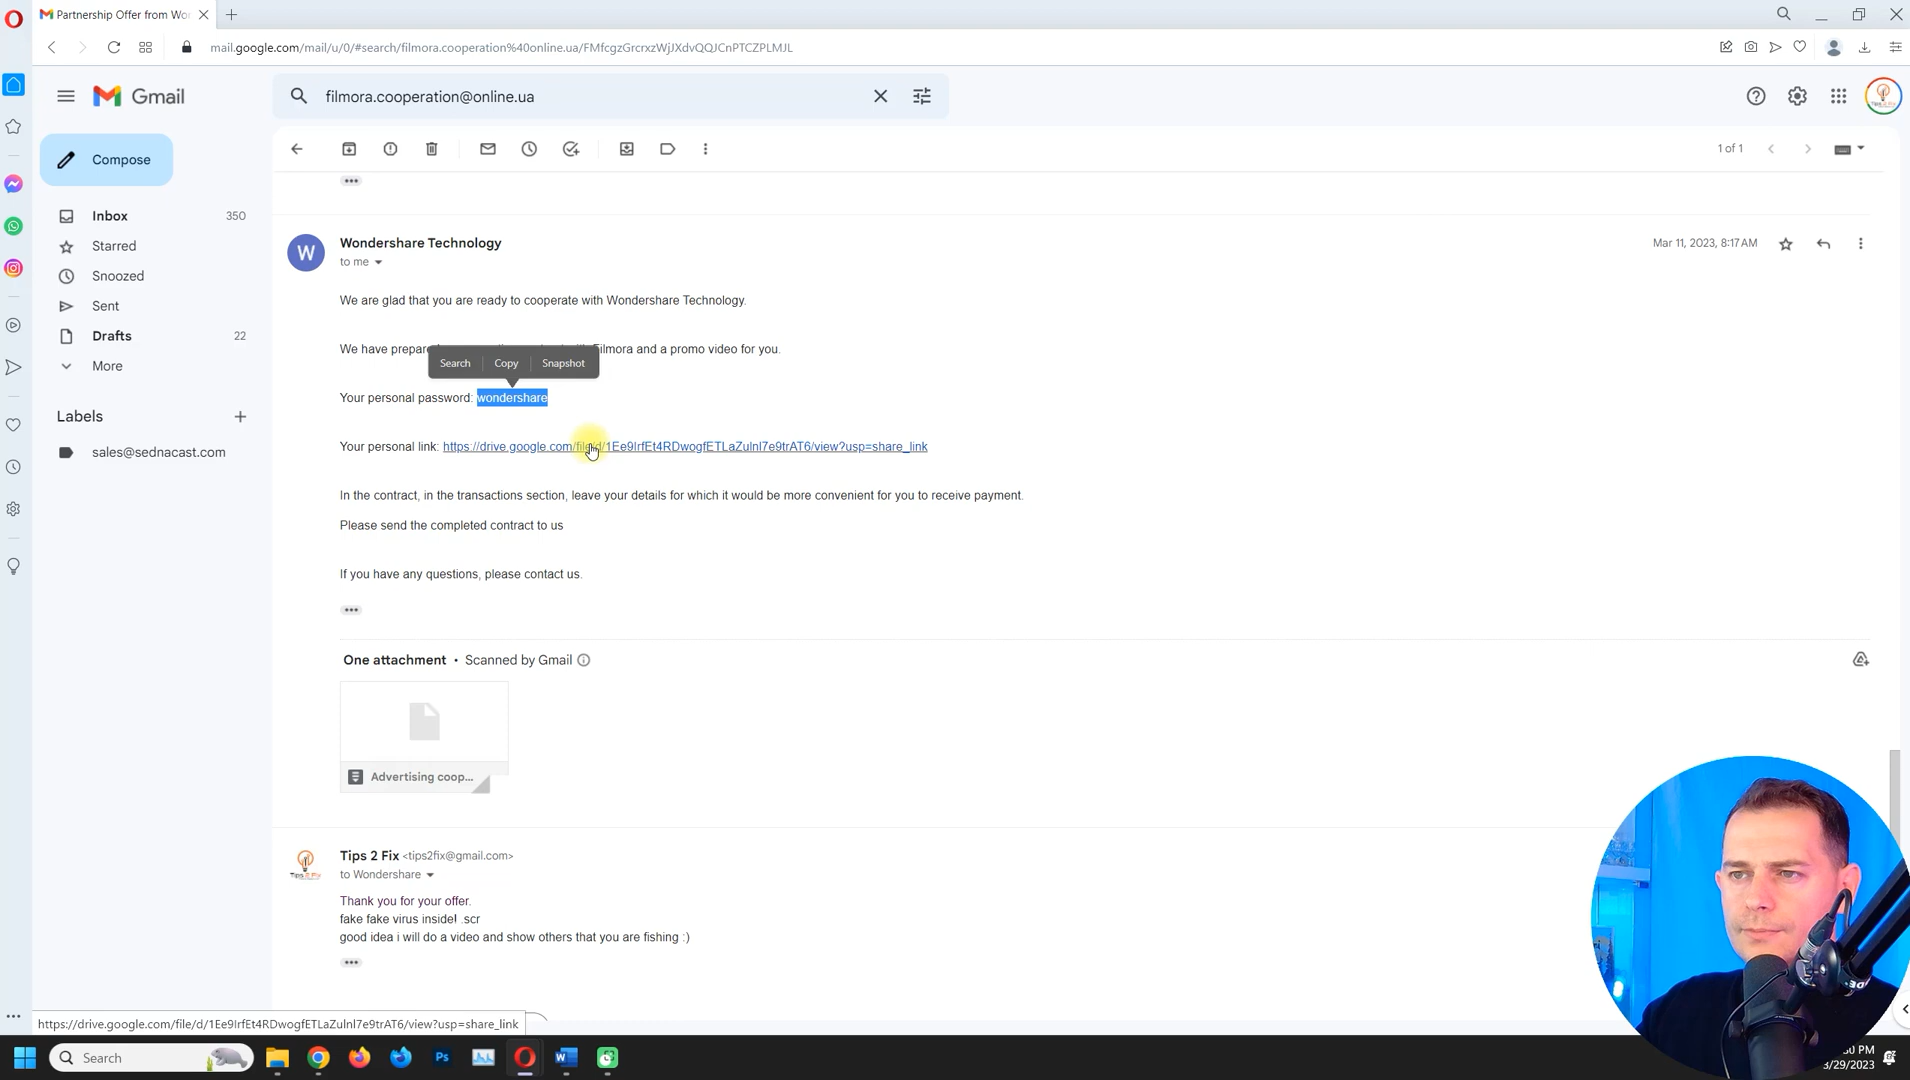 Partnership Offer from Wor
mail.google.com/mail/u/0/#search/filmora.cooperation%40online.ua/FMfcgzGrcrxzWjJXdvQQJCnPTCZPLMJL
Gmail
filmora.cooperation@online.ua
Compose
1 of 1
Inbox 350
Starred
Snoozed
Sent
Drafts 22
More
Labels
sales@sednacast.com
W
Wondershare Technology
Mar 11, 2023, 8:17 AM
to me
We are glad that you are ready to cooperate with Wondershare Technology.
Filmora and a promo video for you.
We have prepar
Search Copy Snapshot
Your personal password: wondershare
Your personal link: https://drive.google.com/file/d/1Ee9IrfEt4RDwogfETLaZulnI7e9trAT6/view?usp=share_link
In the contract, in the transactions section, leave your details for which it would be more convenient for you to receive payment.
Please send the completed contract to us
If you have any questions, please contact us.
One attachment • Scanned by Gmail
Advertising coop...
Tips 2 Fix <tips2fix@gmail.com>
to Wondershare
Thank you for your offer.
fake fake virus inside! .scr
good idea i will do a video and show others that you are fishing :)
https://drive.google.com/file/d/1Ee9IrfEt4RDwogfETLaZulnI7e9trAT6/view?usp=share_link
Search
Ps
W
0 PM
3/29/2023